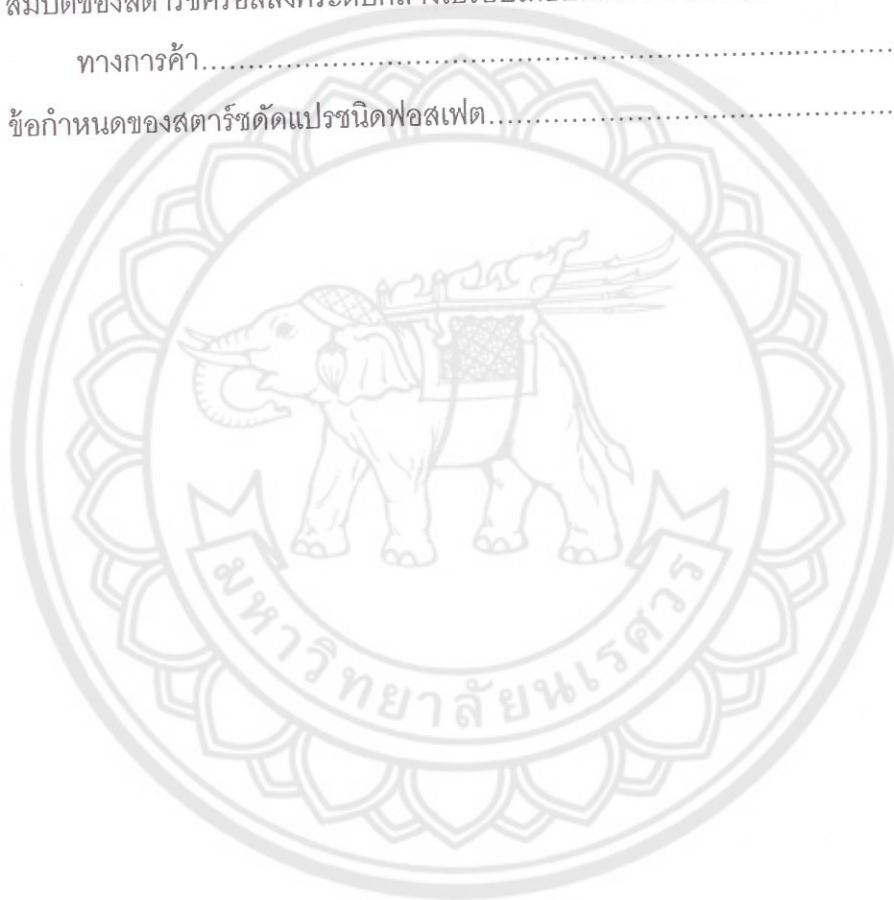 ทางการค้า
ข้อกำหนดของสตาร์ชดัดแปรชนิดฟอสเฟต
มหาวิทยาลัยนเรศวร